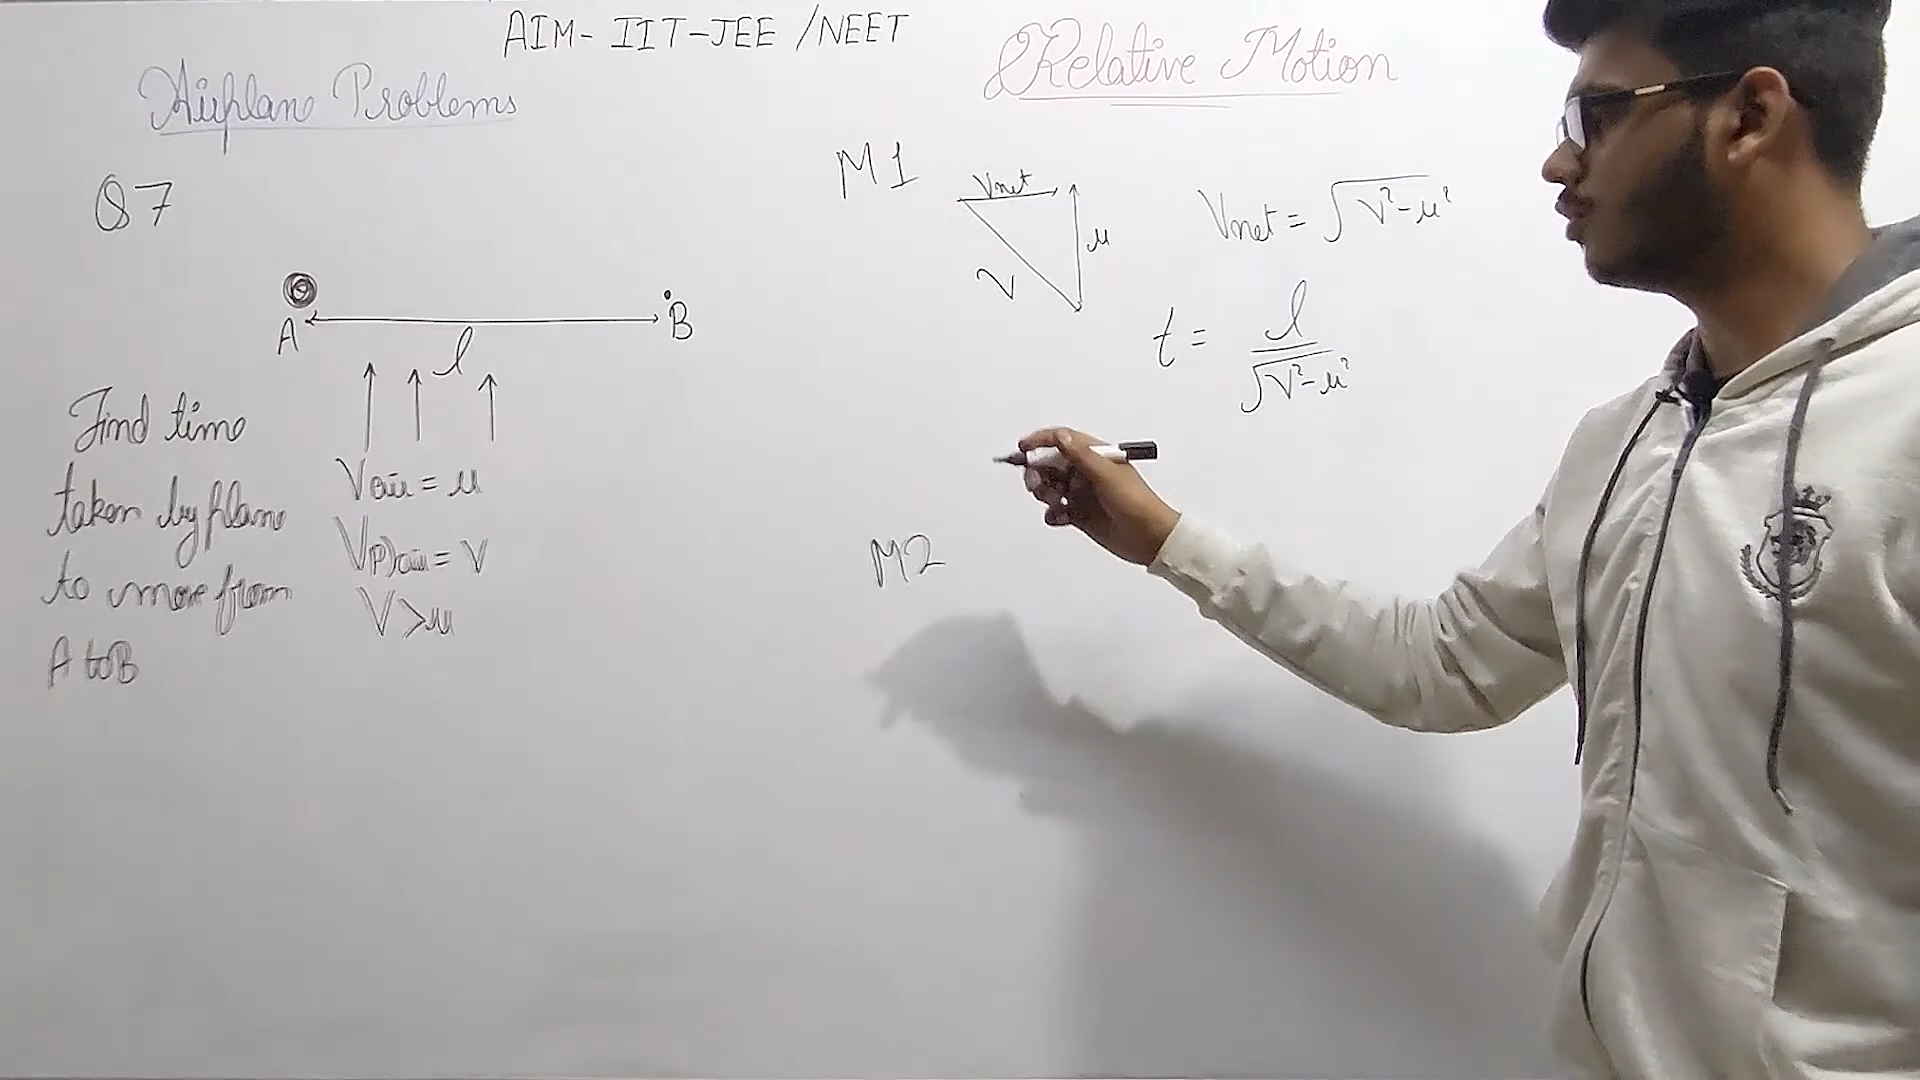 AIM-IIT-JEE /NEET
Relative Motion
Airplane Problems
Q7
A
B
l
Find time
taken by plane
to move from
A to B
Vair = u
Vp/air = V
V>u
M1
Vnet
u
V
Vnet = √V²-u²
t = l/√V²-u²
M2